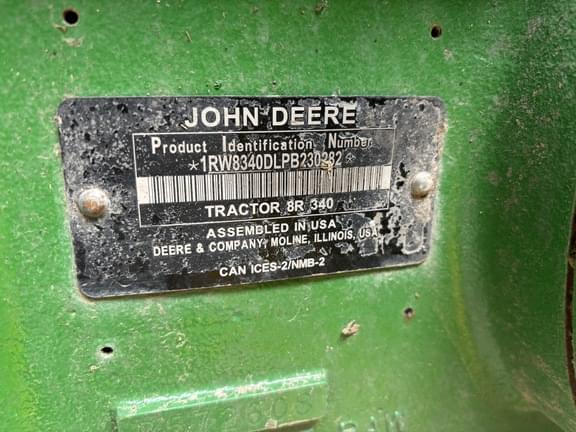 JOHN DEERE
Product Identification Number
*1RW8340DLPB230282*
TRACTOR 8R 340
ASSEMBLED IN USA
DEERE & COMPANY, MOLINE, ILLINOIS, USA
CAN ICES-2/NMB-2